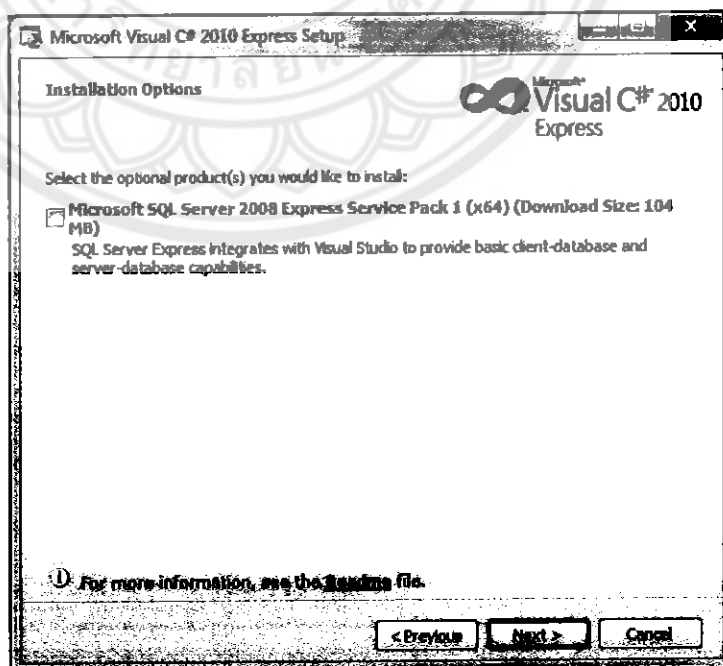 Microsoft Visual C# 2010 Express Setup
Installation Options
Microsoft®
Visual C#® 2010
Express
Select the optional product(s) you would like to install:
Microsoft SQL Server 2008 Express Service Pack 1 (x64) (Download Size: 104
MB)
SQL Server Express integrates with Visual Studio to provide basic client-database and
server-database capabilities.
For more information, see the Readme file.
< Previous
Next >
Cancel